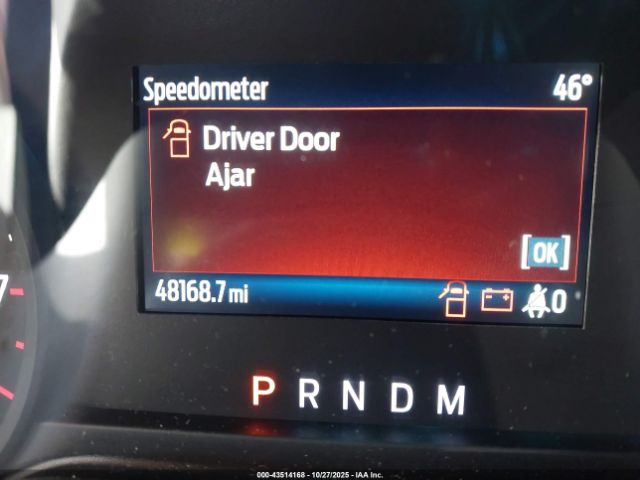 Speedometer 46°
Driver Door
Ajar
[OK]
48168.7 mi 0
P R N D M
000-43514168 - 10/27/2025 - IAA Inc.